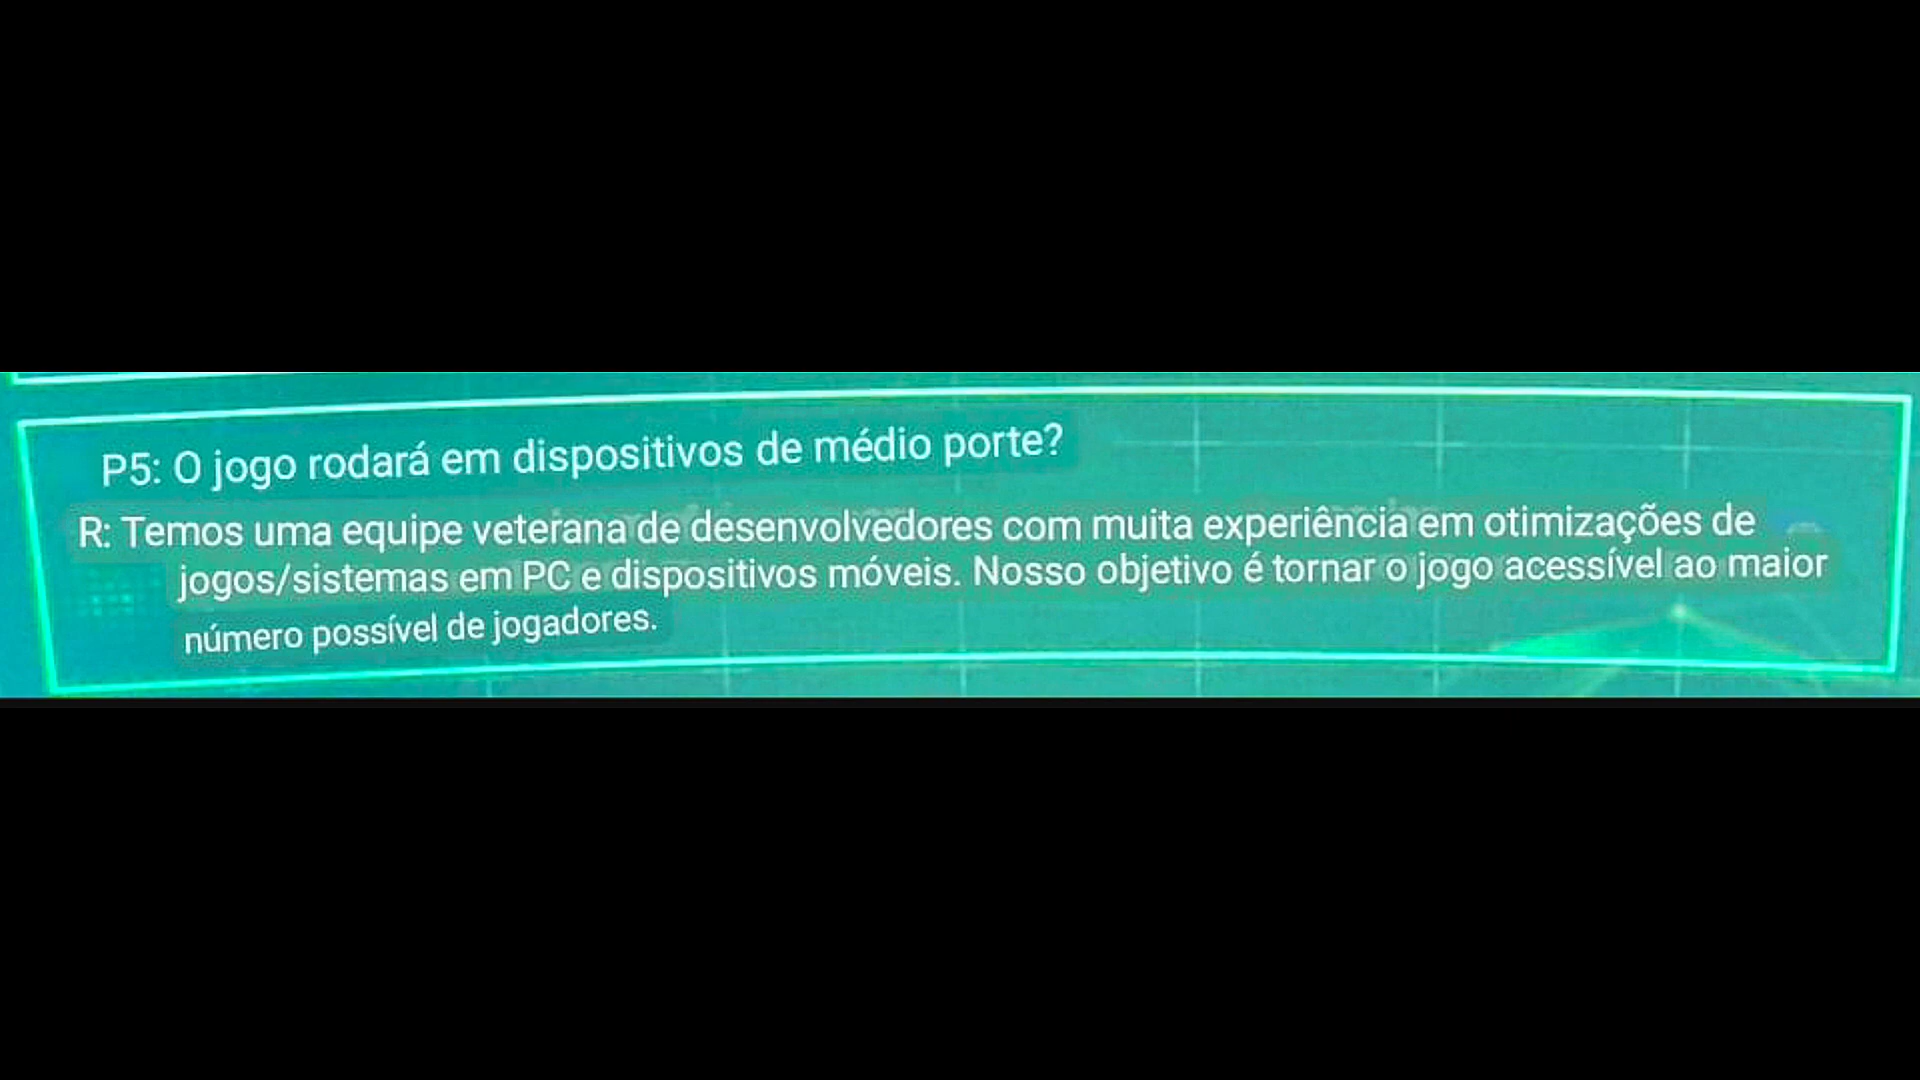 P5: O jogo rodará em dispositivos de médio porte?
R: Temos uma equipe veterana de desenvolvedores com muita experiência em otimizações de
jogos/sistemas em PC e dispositivos móveis. Nosso objetivo é tornar o jogo acessível ao maior
número possível de jogadores.